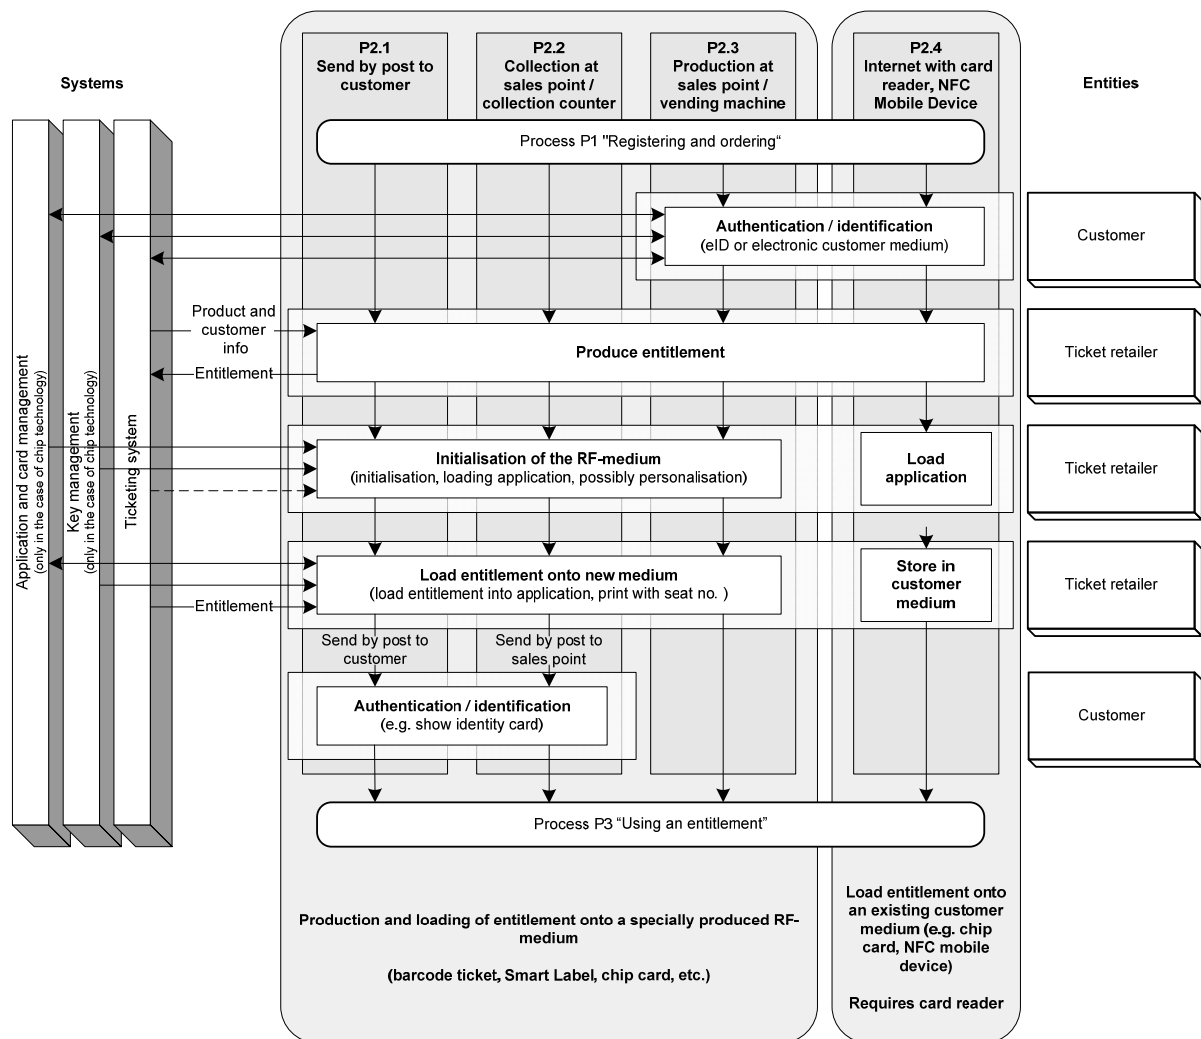 Systems
P2.1
Send by post to
customer
P2.2
Collection at
sales point /
collection counter
P2.3
Production at
sales point /
vending machine
P2.4
Internet with card
reader, NFC
Mobile Device
Entities
Process P1 "Registering and ordering“
Authentication / identification
(eID or electronic customer medium)
Customer
Product and
customer
info
Entitlement
Produce entitlement
Ticket retailer
Application and card management
(only in the case of chip technology)
Key management
(only in the case of chip technology)
Ticketing system
Initialisation of the RF-medium
(initialisation, loading application, possibly personalisation)
Load
application
Ticket retailer
Entitlement
Load entitlement onto new medium
(load entitlement into application, print with seat no. )
Store in
customer
medium
Ticket retailer
Send by post to
customer
Send by post to
sales point
Authentication / identification
(e.g. show identity card)
Customer
Process P3 “Using an entitlement”
Production and loading of entitlement onto a specially produced RF-
medium
(barcode ticket, Smart Label, chip card, etc.)
Load entitlement onto
an existing customer
medium (e.g. chip
card, NFC mobile
device)
Requires card reader